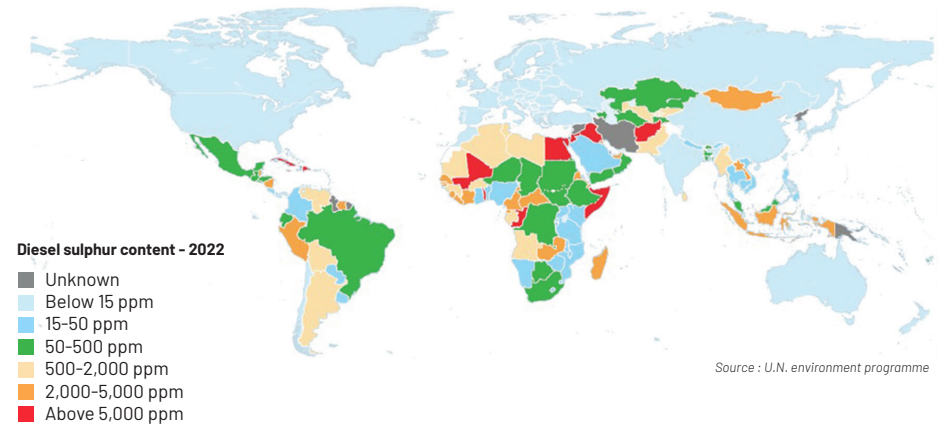 Diesel sulphur content - 2022
Unknown
Below 15 ppm
15-50 ppm
50-500 ppm
500-2,000 ppm
2,000-5,000 ppm
Above 5,000 ppm
Source : U.N. environment programme